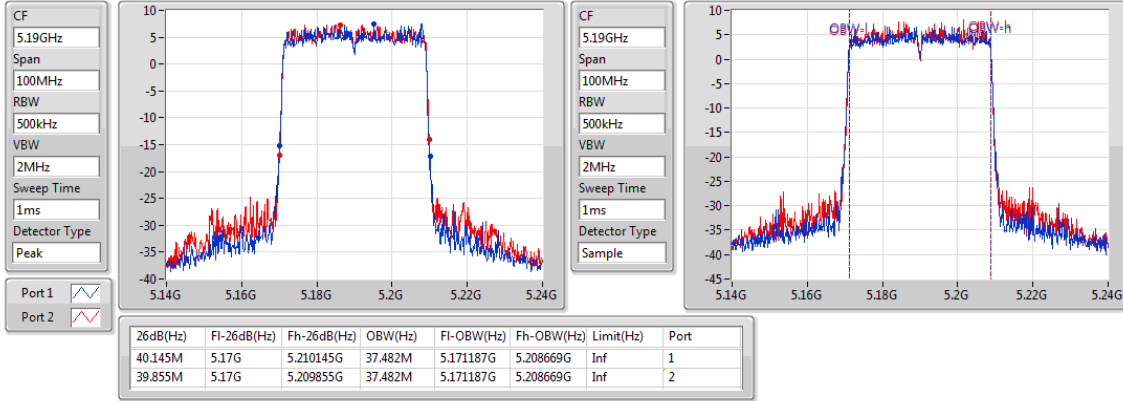 CF
5.19GHz
Span
100MHz
RBW
500kHz
VBW
2MHz
Sweep Time
1ms
Detector Type
Peak
Port 1
Port 2
10
5
0
-5
-10
-15
-20
-25
-30
-35
-40
5.14G 5.16G 5.18G 5.2G 5.22G 5.24G
CF
5.19GHz
Span
100MHz
RBW
500kHz
VBW
2MHz
Sweep Time
1ms
Detector Type
Sample
10
5
0
-5
-10
-15
-20
-25
-30
-35
-40
-45
OBW-l OBW-h
5.14G 5.16G 5.18G 5.2G 5.22G 5.24G
26dB(Hz) Fl-26dB(Hz) Fh-26dB(Hz) OBW(Hz) Fl-OBW(Hz) Fh-OBW(Hz) Limit(Hz) Port
40.145M 5.17G 5.210145G 37.482M 5.171187G 5.208669G Inf 1
39.855M 5.17G 5.209855G 37.482M 5.171187G 5.208669G Inf 2